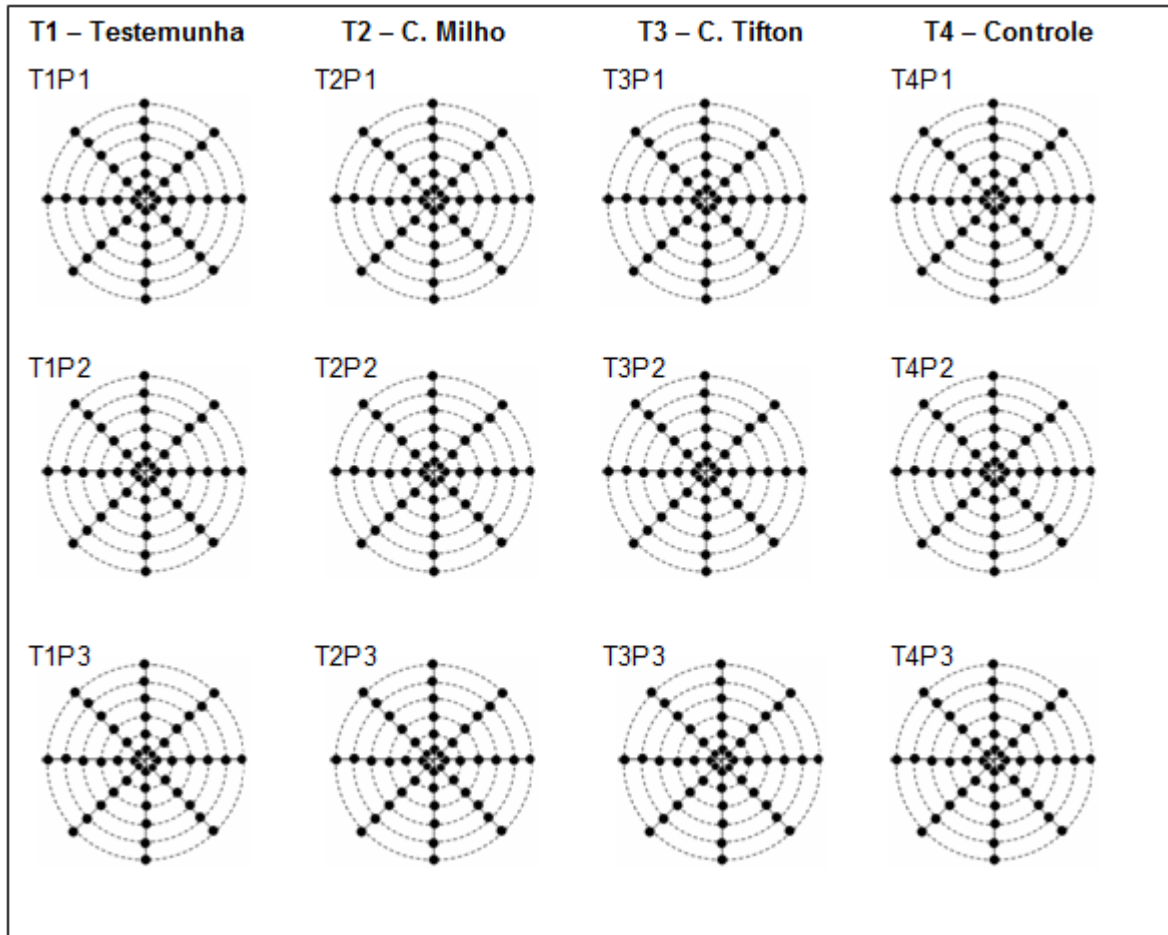 T1 – Testemunha T2 – C. Milho T3 – C. Tifton T4 – Controle
T1P1 T2P1 T3P1 T4P1
T1P2 T2P2 T3P2 T4P2
T1P3 T2P3 T3P3 T4P3